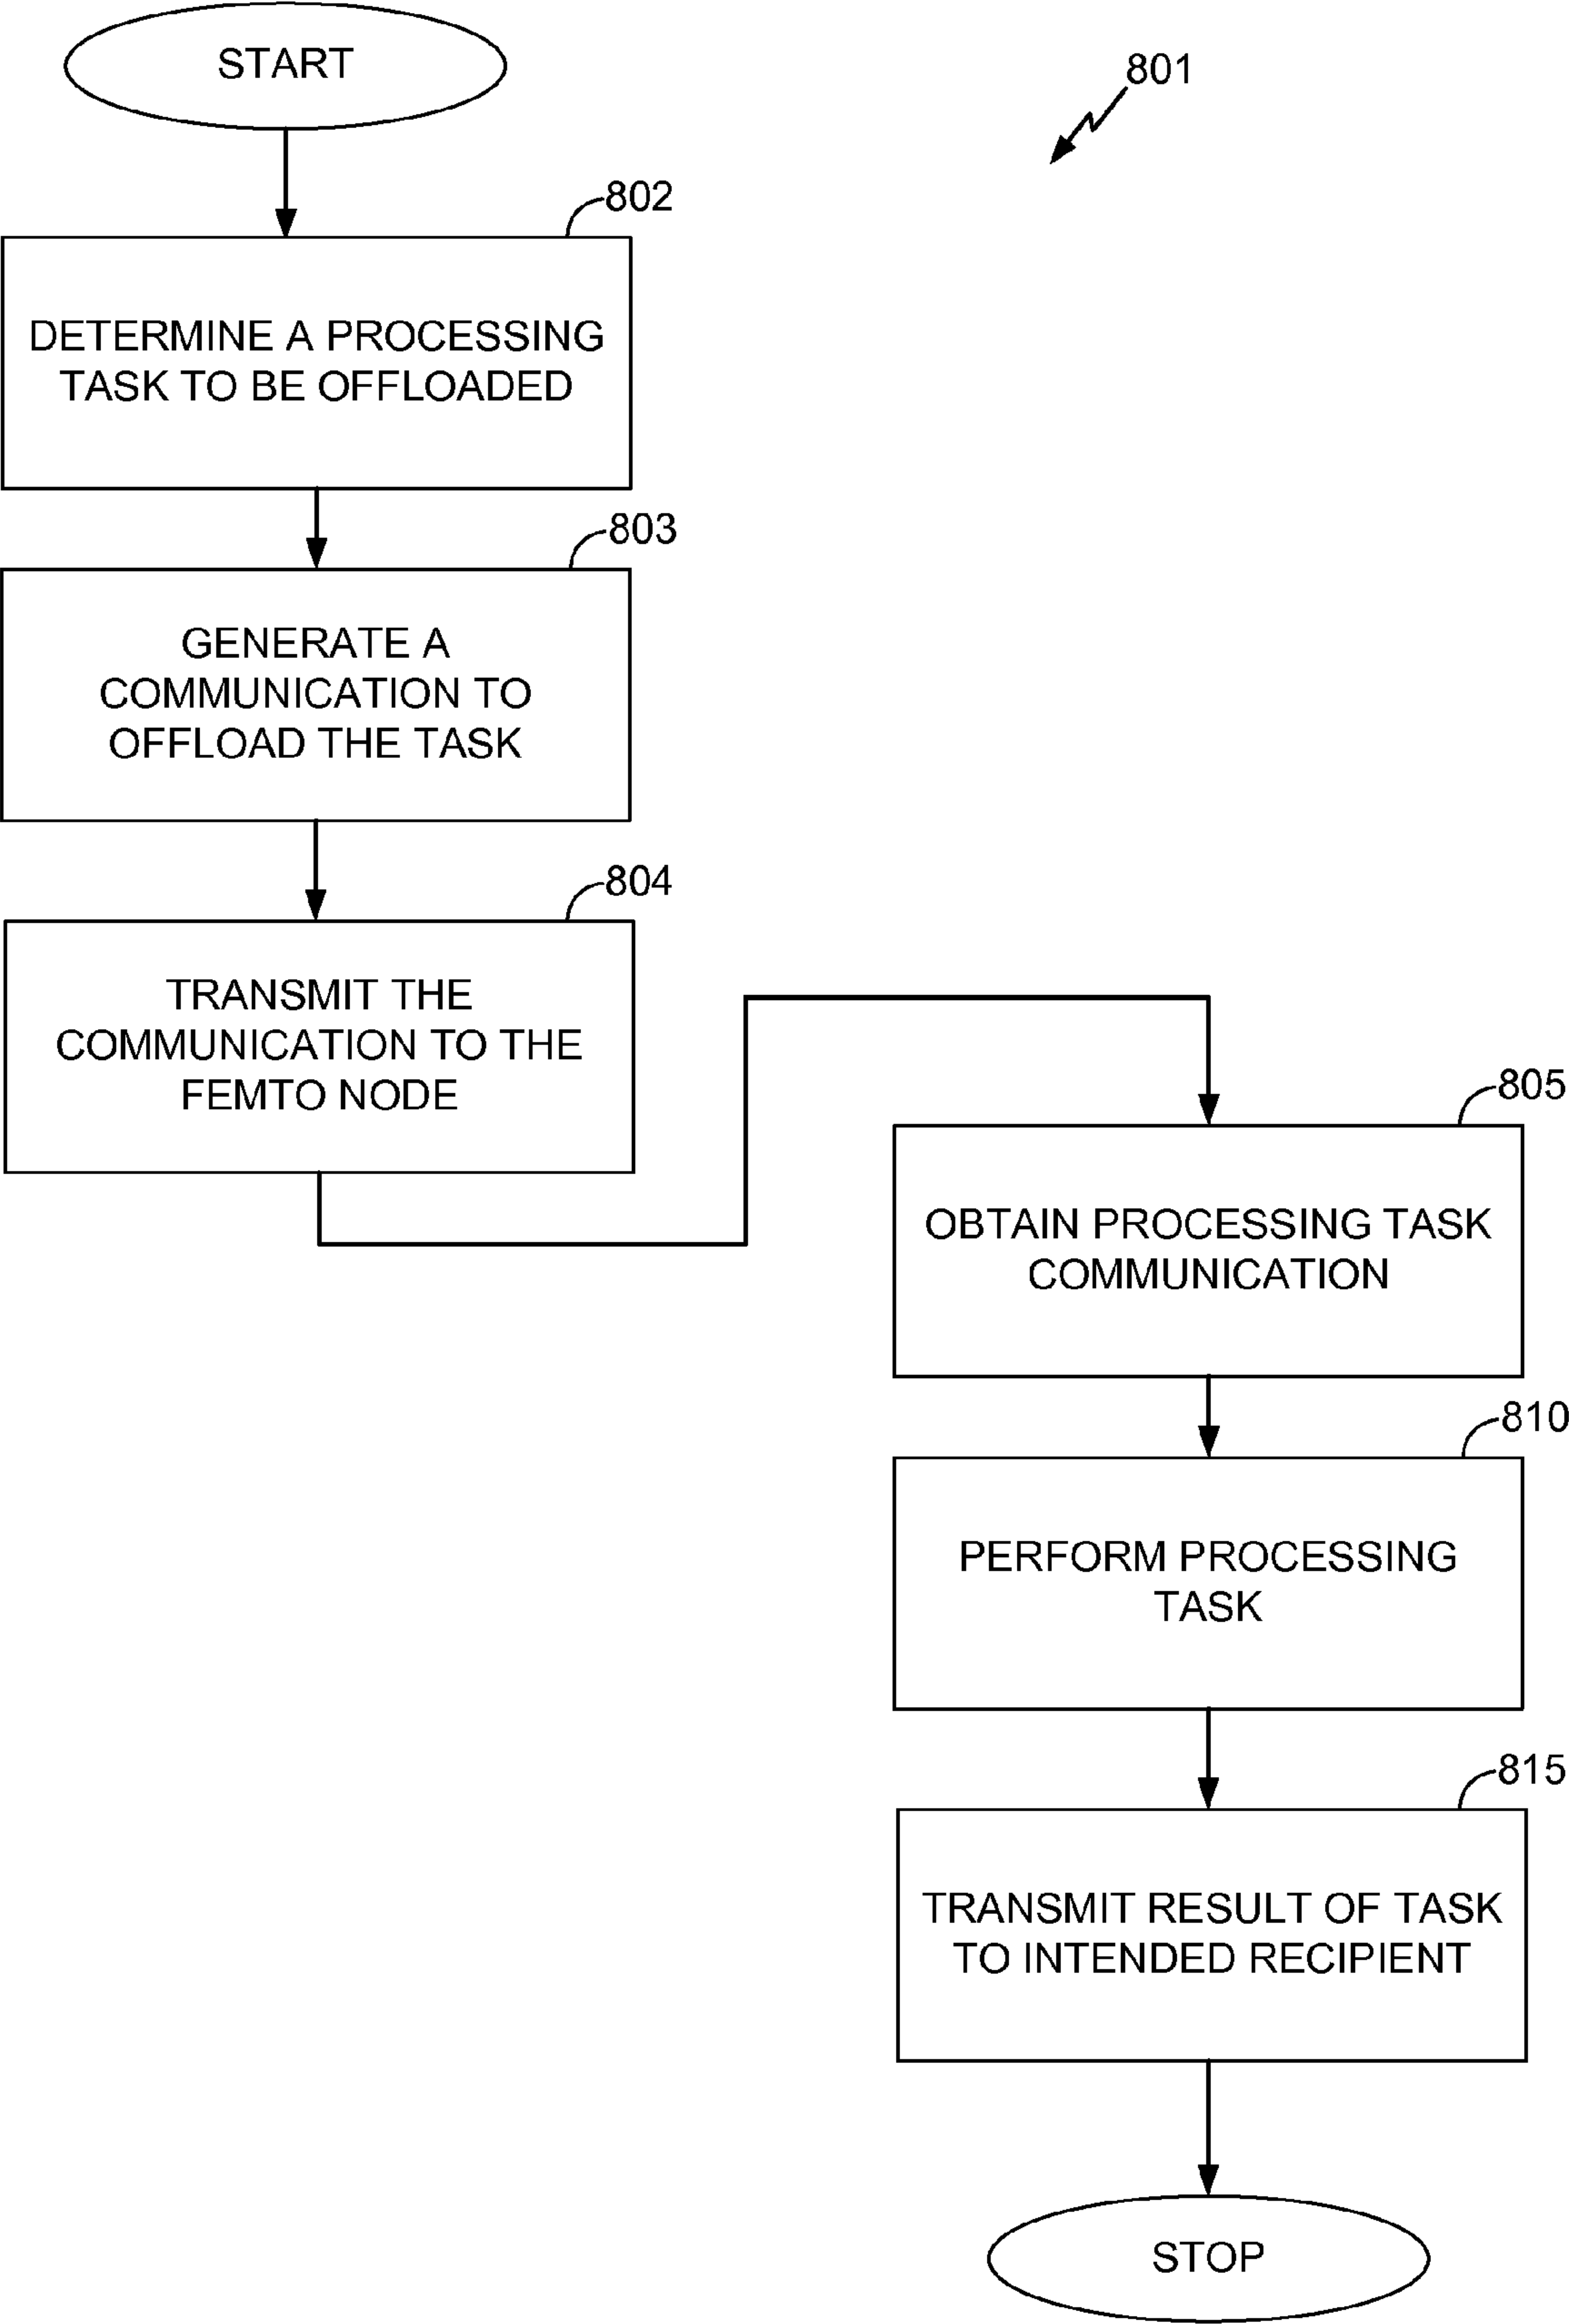 START
801
802
DETERMINE A PROCESSING
TASK TO BE OFFLOADED
803
GENERATE A
COMMUNICATION TO
OFFLOAD THE TASK
804
TRANSMIT THE
COMMUNICATION TO THE
FEMTO NODE
805
OBTAIN PROCESSING TASK
COMMUNICATION
810
PERFORM PROCESSING
TASK
815
TRANSMIT RESULT OF TASK
TO INTENDED RECIPIENT
STOP